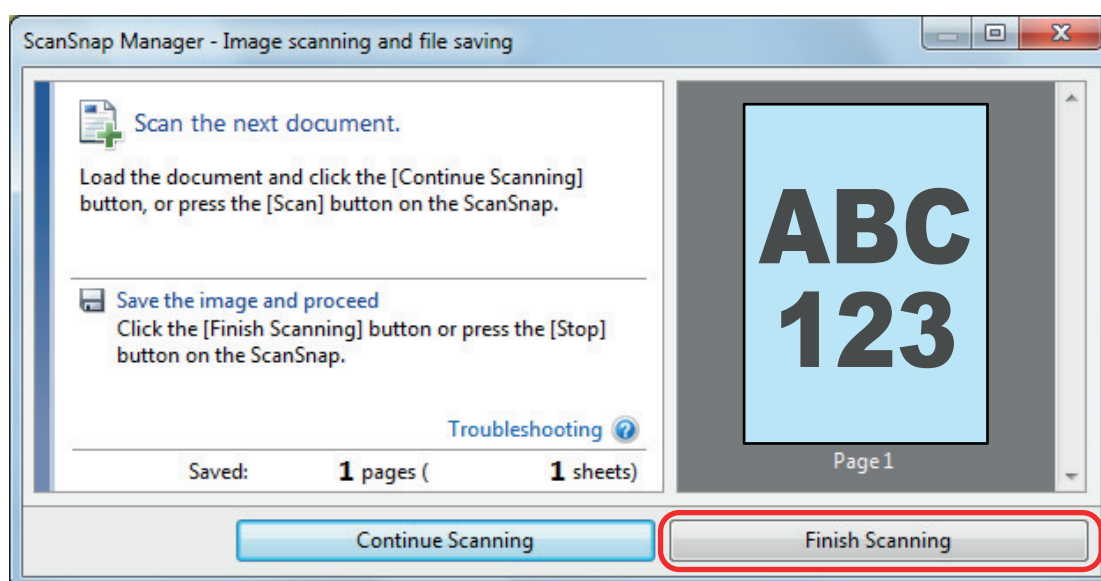 ScanSnap Manager - Image scanning and file saving
Scan the next document.
Load the document and click the [Continue Scanning]
button, or press the [Scan] button on the ScanSnap.
Save the image and proceed
Click the [Finish Scanning] button or press the [Stop]
button on the ScanSnap.
Troubleshooting
Saved: 1 pages ( 1 sheets)
ABC
123
Page 1
Continue Scanning
Finish Scanning